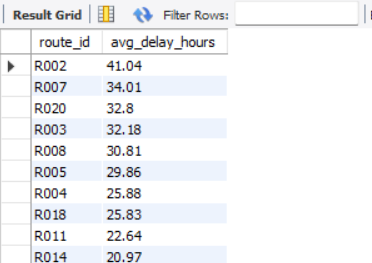 Result Grid Filter Rows:
route_id avg_delay_hours
R002 41.04
R007 34.01
R020 32.8
R003 32.18
R008 30.81
R005 29.86
R004 25.88
R018 25.83
R011 22.64
R014 20.97